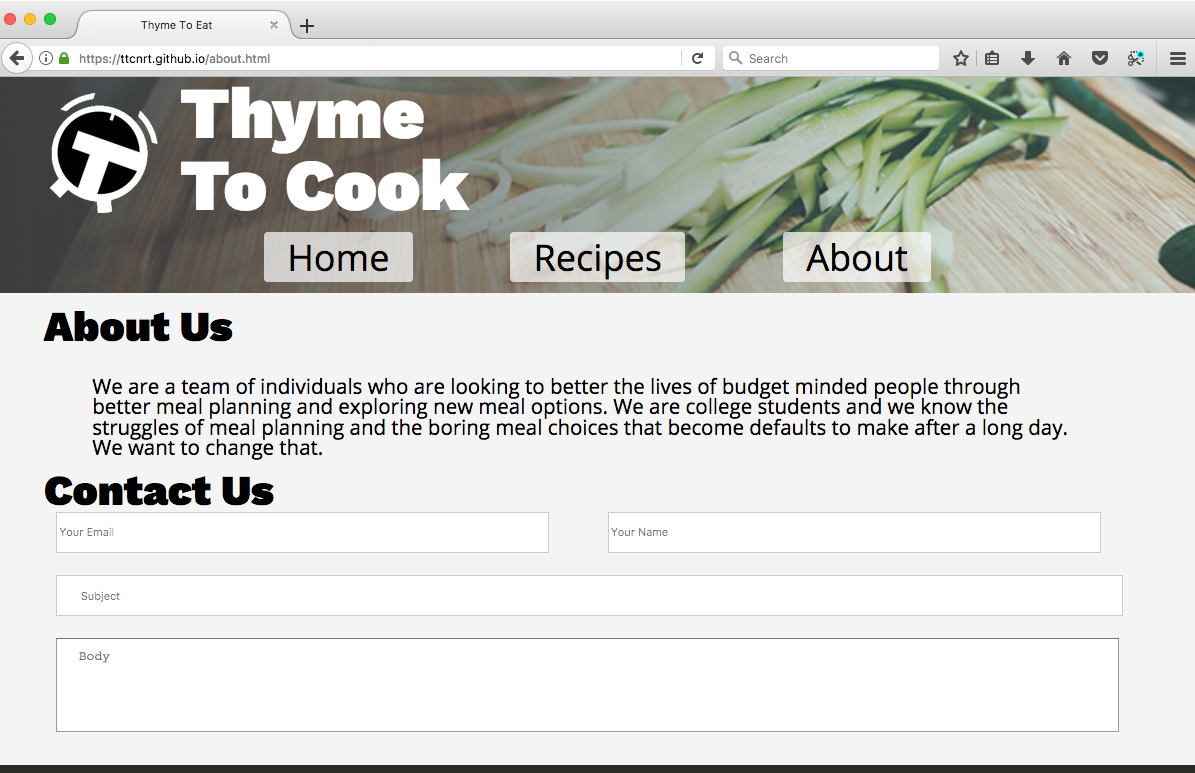 Thyme To Eat
https://ttcnrt.github.io/about.html
Search
T
Thyme
To Cook
Home
Recipes
About
About Us
We are a team of individuals who are looking to better the lives of budget minded people through
better meal planning and exploring new meal options. We are college students and we know the
struggles of meal planning and the boring meal choices that become defaults to make after a long day.
We want to change that.
Contact Us
Your Email
Your Name
Subject
Body